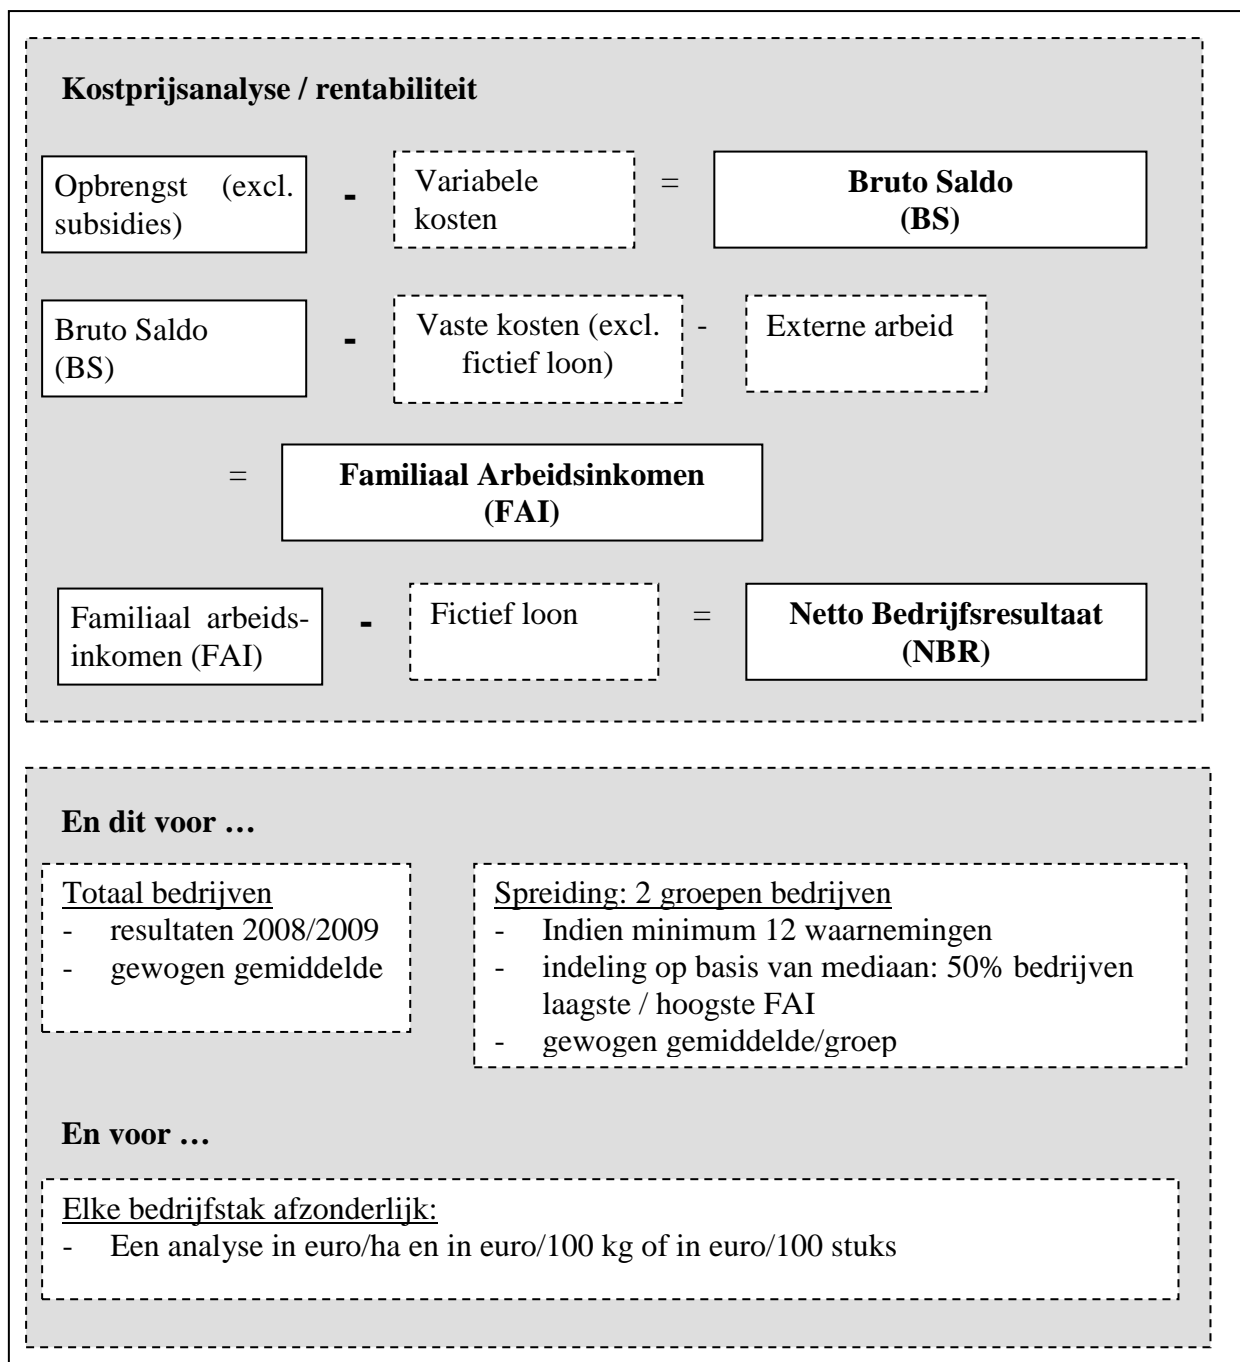 Kostprijsanalyse / rentabiliteit
Opbrengst (excl. subsidies) - Variabele kosten = Bruto Saldo (BS)
Bruto Saldo (BS) - Vaste kosten (excl. fictief loon) - Externe arbeid
= Familiaal Arbeidsinkomen (FAI)
Familiaal arbeids-inkomen (FAI) - Fictief loon = Netto Bedrijfsresultaat (NBR)
En dit voor …
Totaal bedrijven
- resultaten 2008/2009
- gewogen gemiddelde
Spreiding: 2 groepen bedrijven
- Indien minimum 12 waarnemingen
- indeling op basis van mediaan: 50% bedrijven
laagste / hoogste FAI
- gewogen gemiddelde/groep
En voor …
Elke bedrijfstak afzonderlijk:
- Een analyse in euro/ha en in euro/100 kg of in euro/100 stuks